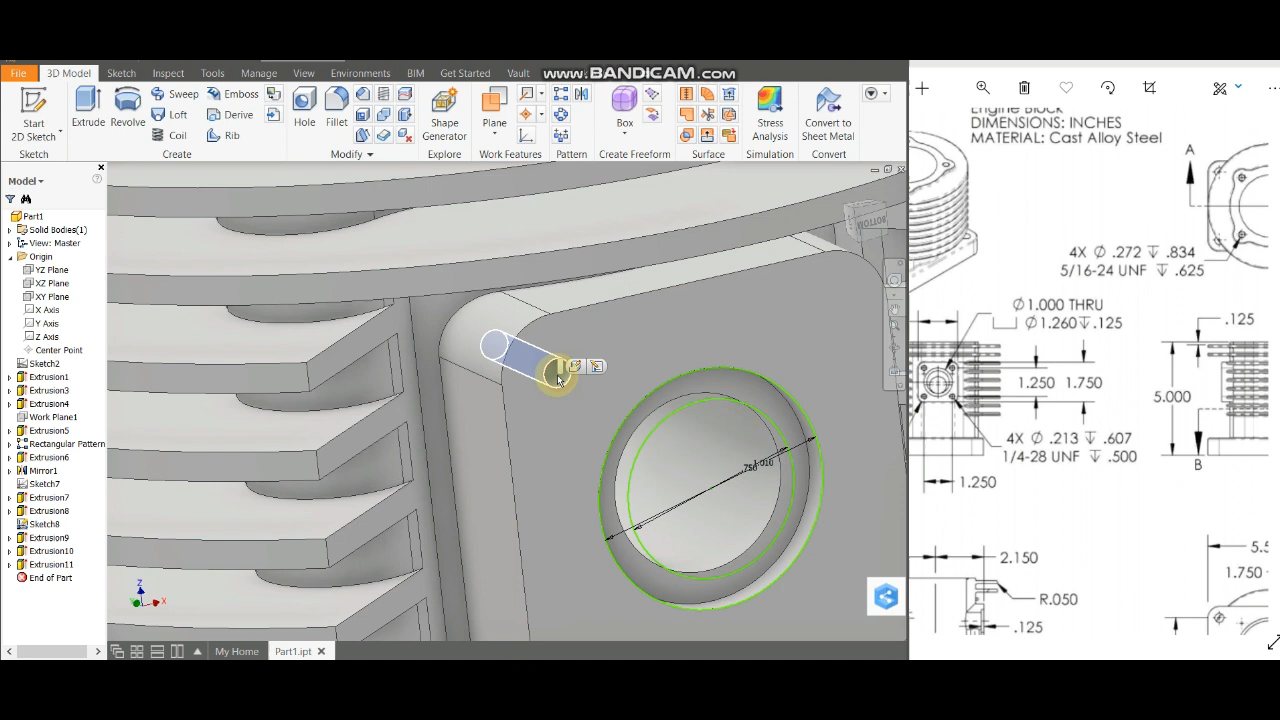 www.BANDICAM.com
File 3D Model Sketch Inspect Tools Manage View Environments BIM Get Started Vault
Start
2D Sketch
Extrude
Revolve
Sweep
Loft
Coil
Emboss
Derive
Rib
Hole
Fillet
Shape
Generator
Plane
Box
Stress
Analysis
Convert to
Sheet Metal
Sketch Create Modify Explore Work Features Pattern Create Freeform Surface Simulation Convert
Model
Part1
Solid Bodies(1)
View: Master
Origin
YZ Plane
XZ Plane
XY Plane
X Axis
Y Axis
Z Axis
Center Point
Sketch2
Extrusion1
Extrusion3
Extrusion4
Work Plane1
Extrusion5
Rectangular Pattern
Extrusion6
Mirror1
Sketch7
Extrusion7
Extrusion8
Sketch8
Extrusion10
Extrusion11
End of Part
BOTTOM
Z
X
My Home
Part1.ipt
Engine Block
DIMENSIONS: INCHES
MATERIAL: Cast Alloy Steel
A
4X Ø .272 ↧ .834
5/16-24 UNF ↧ .625
Ø 1.000 THRU
Ø 1.260 ↧ .125
.125
1.250
1.750
5.000
4X Ø .213 ↧ .607
1/4-28 UNF ↧ .500
B
1.250
2.150
R.050
.125
5.5
1.750